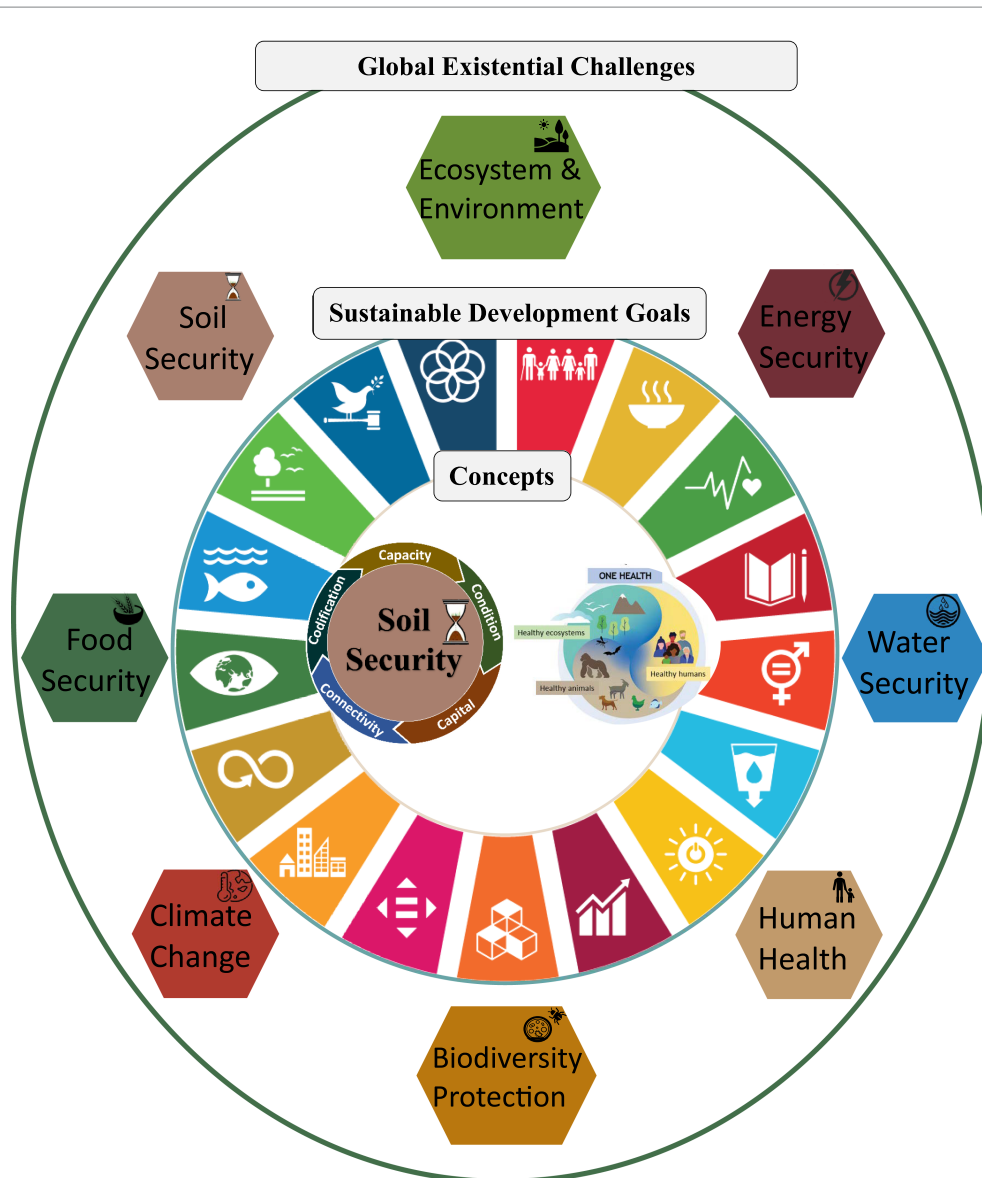 Global Existential Challenges
Ecosystem &
Environment
Soil
Security
Energy
Security
Sustainable Development Goals
Concepts
Capacity
Condition
Capital
Connectivity
Codification
Soil
Security
ONE HEALTH
Healthy ecosystems
Healthy humans
Healthy animals
Food
Security
Water
Security
Climate
Change
Human
Health
Biodiversity
Protection